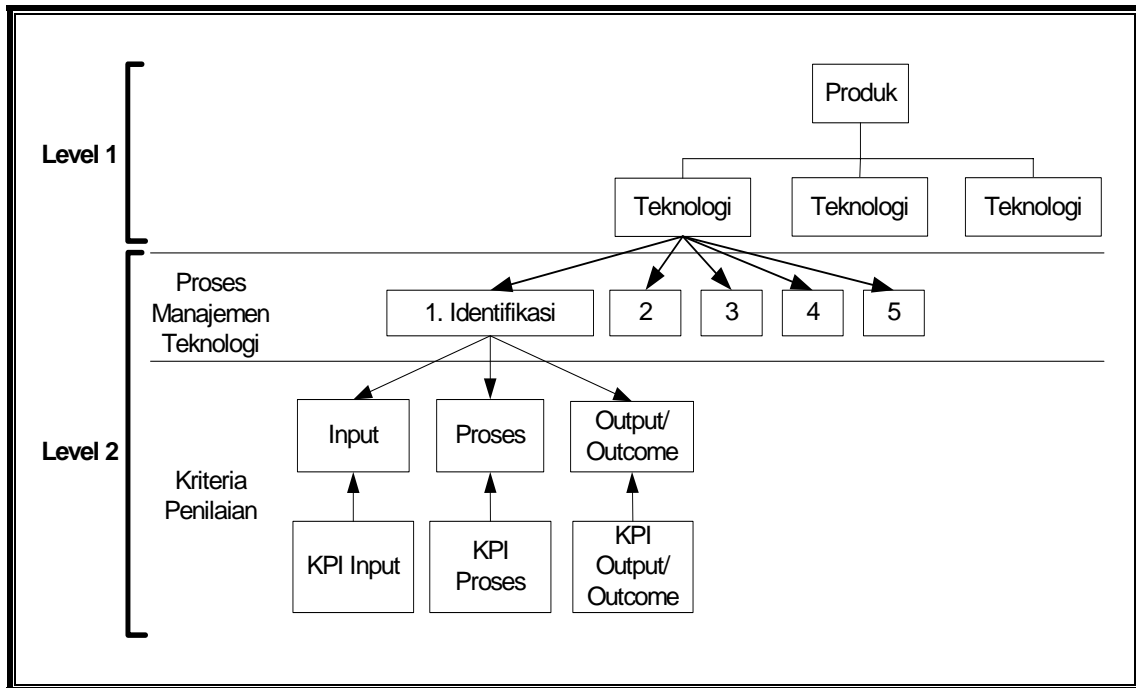 Produk
Level 1
Teknologi
Teknologi
Teknologi
Proses
Manajemen
Teknologi
1. Identifikasi
2
3
4
5
Level 2
Input
Proses
Output/
Outcome
Kriteria
Penilaian
KPI Input
KPI
Proses
KPI
Output/
Outcome